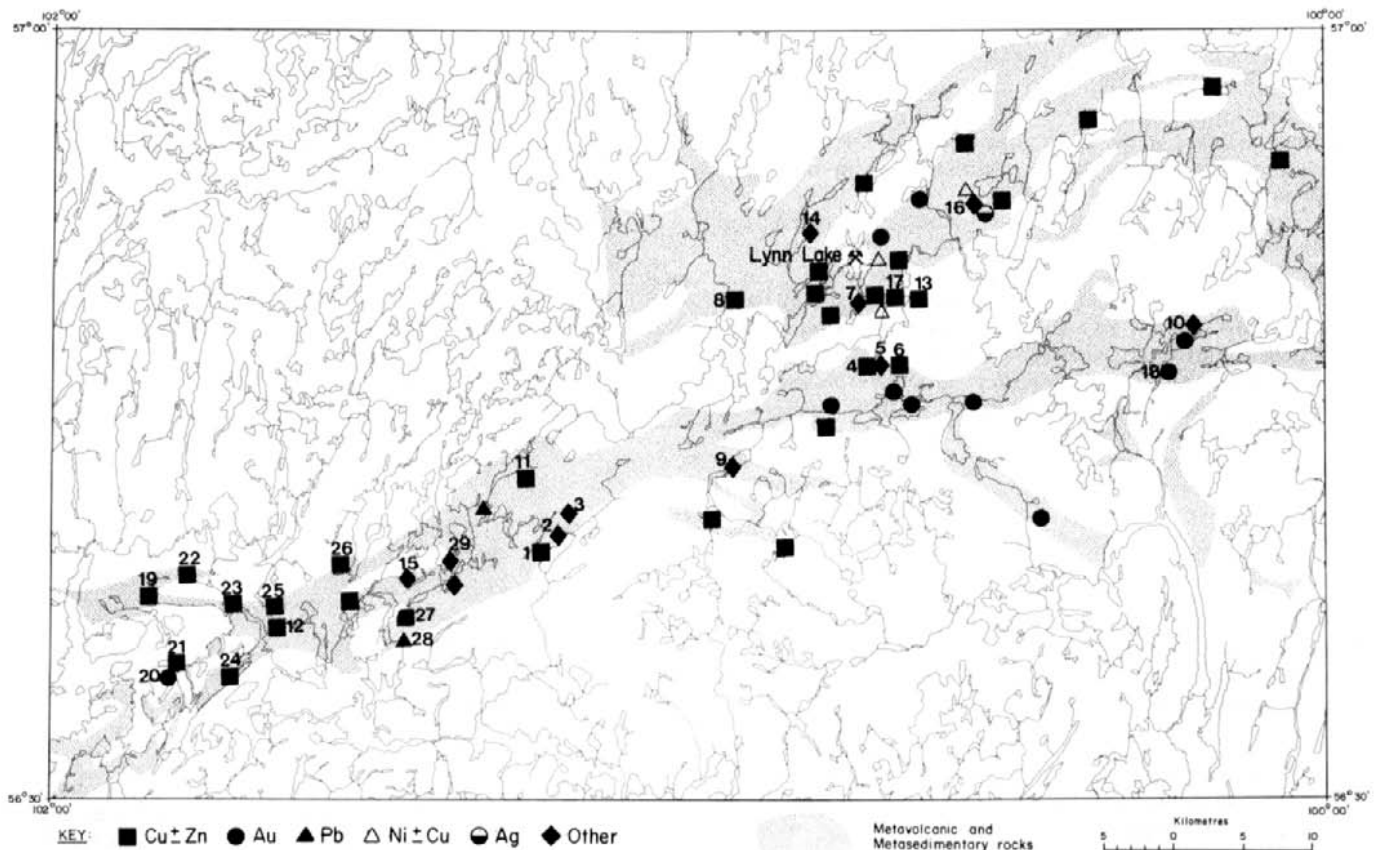 102°00' 100°00'
57°00' 57°00'
16
14
Lynn Lake
8 7 17 13
10
4 5 6
18
9
11
3
2
1
26 29
22 15
19 23 25
12 27
28
21
20 24
56°30' 56°30'
102°00' 100°00'
KEY: Cu±Zn Au Pb Ni±Cu Ag Other
Metavolcanic and
Metasedimentary rocks
Kilometres
5 0 5 10